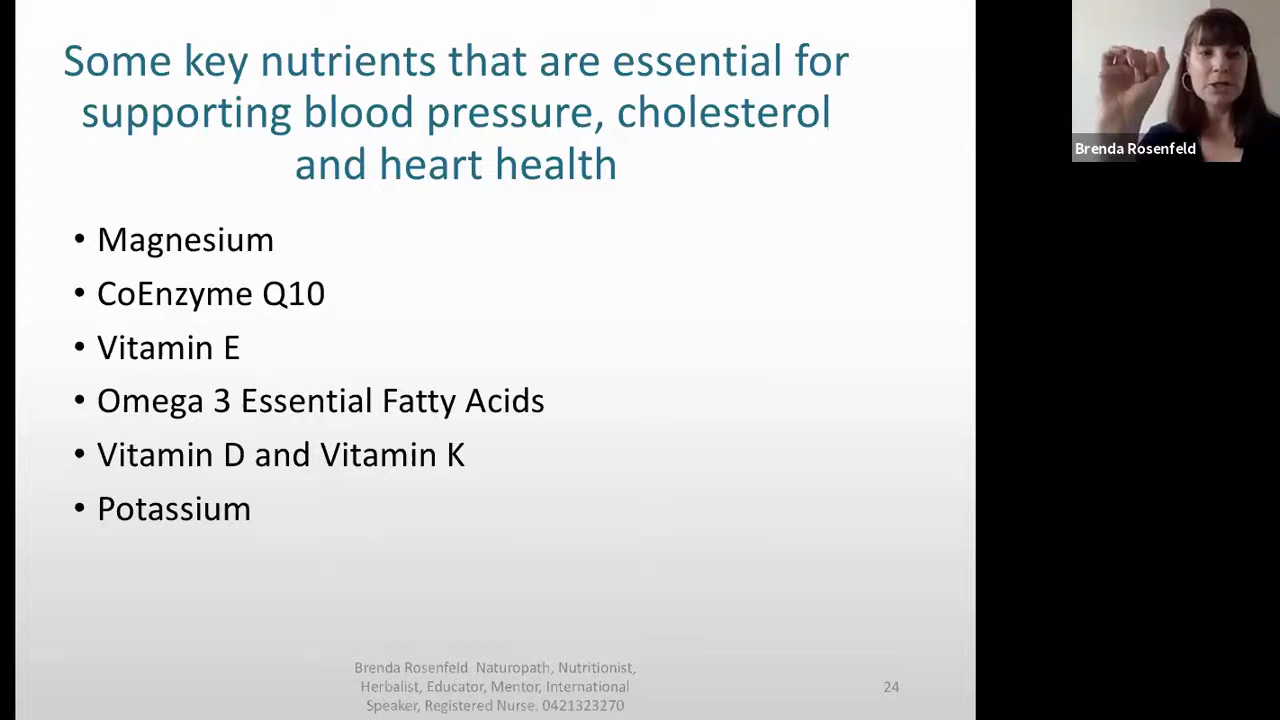 Some key nutrients that are essential for
supporting blood pressure, cholesterol
and heart health
• Magnesium
• CoEnzyme Q10
• Vitamin E
• Omega 3 Essential Fatty Acids
• Vitamin D and Vitamin K
• Potassium
Brenda Rosenfeld Naturopath, Nutritionist,
Herbalist, Educator, Mentor, International
Speaker, Registered Nurse. 0421323270
24
Brenda Rosenfeld